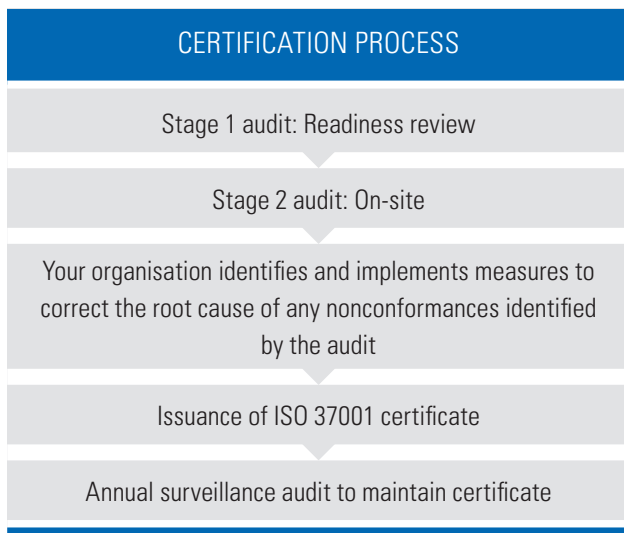 CERTIFICATION PROCESS
Stage 1 audit: Readiness review
Stage 2 audit: On-site
Your organisation identifies and implements measures to
correct the root cause of any nonconformances identified
by the audit
Issuance of ISO 37001 certificate
Annual surveillance audit to maintain certificate